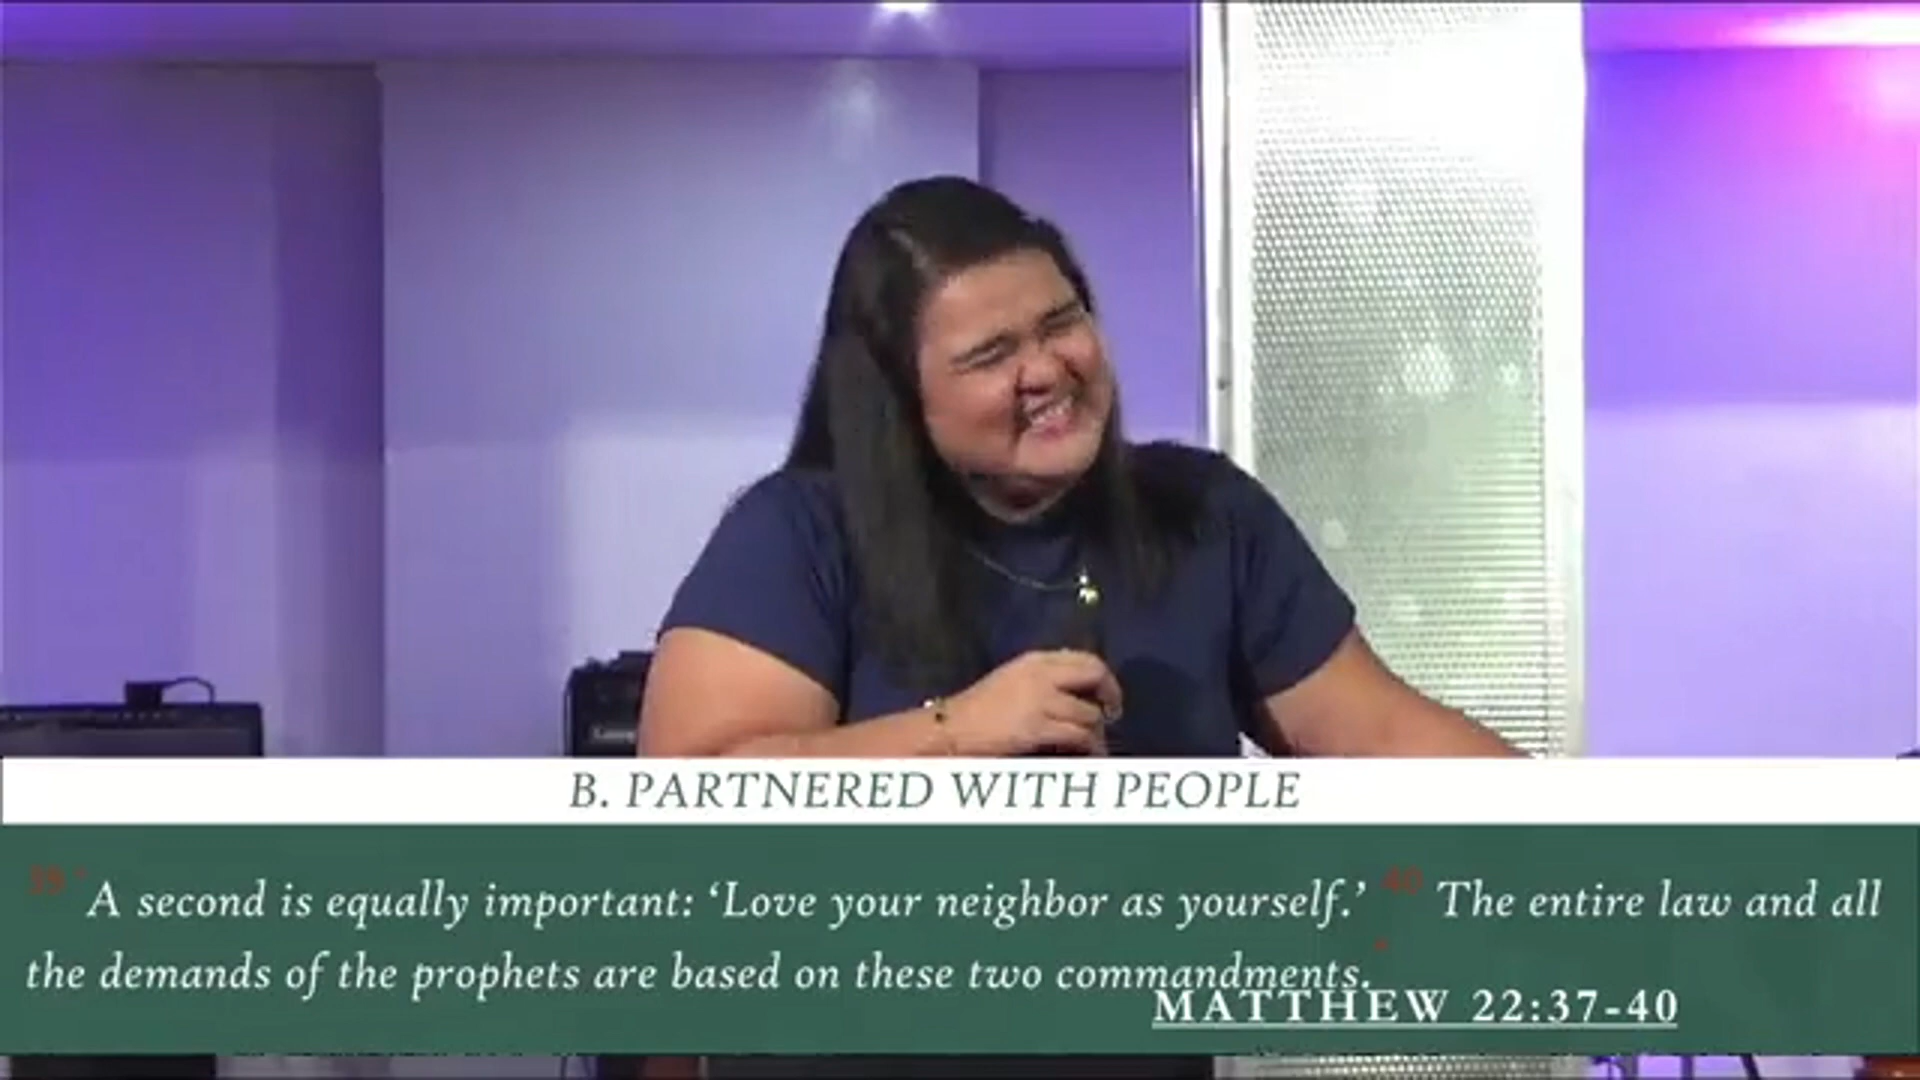 B. PARTNERED WITH PEOPLE
39 A second is equally important: ‘Love your neighbor as yourself.’ 40 The entire law and all
the demands of the prophets are based on these two commandments.
MATTHEW 22:37-40